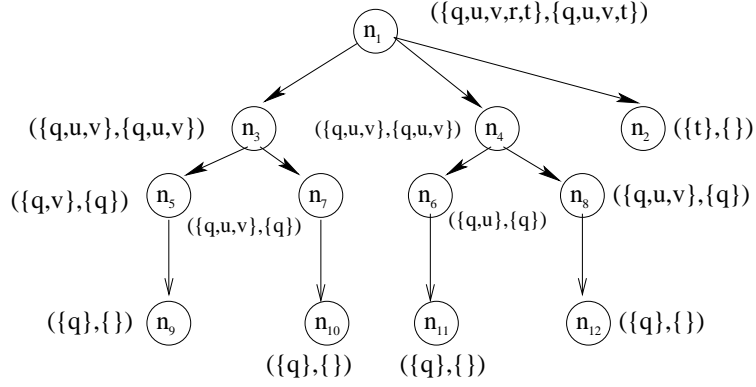 ({q,u,v,r,t},{q,u,v,t})
n1
({q,u,v},{q,u,v})
n3
({q,u,v},{q,u,v})
n4
n2
({t},{})
({q,v},{q})
n5
({q,u,v},{q})
n7
n6
({q,u},{q})
n8
({q,u,v},{q})
({q},{})
n9
n10
n11
n12
({q},{})
({q},{})
({q},{})